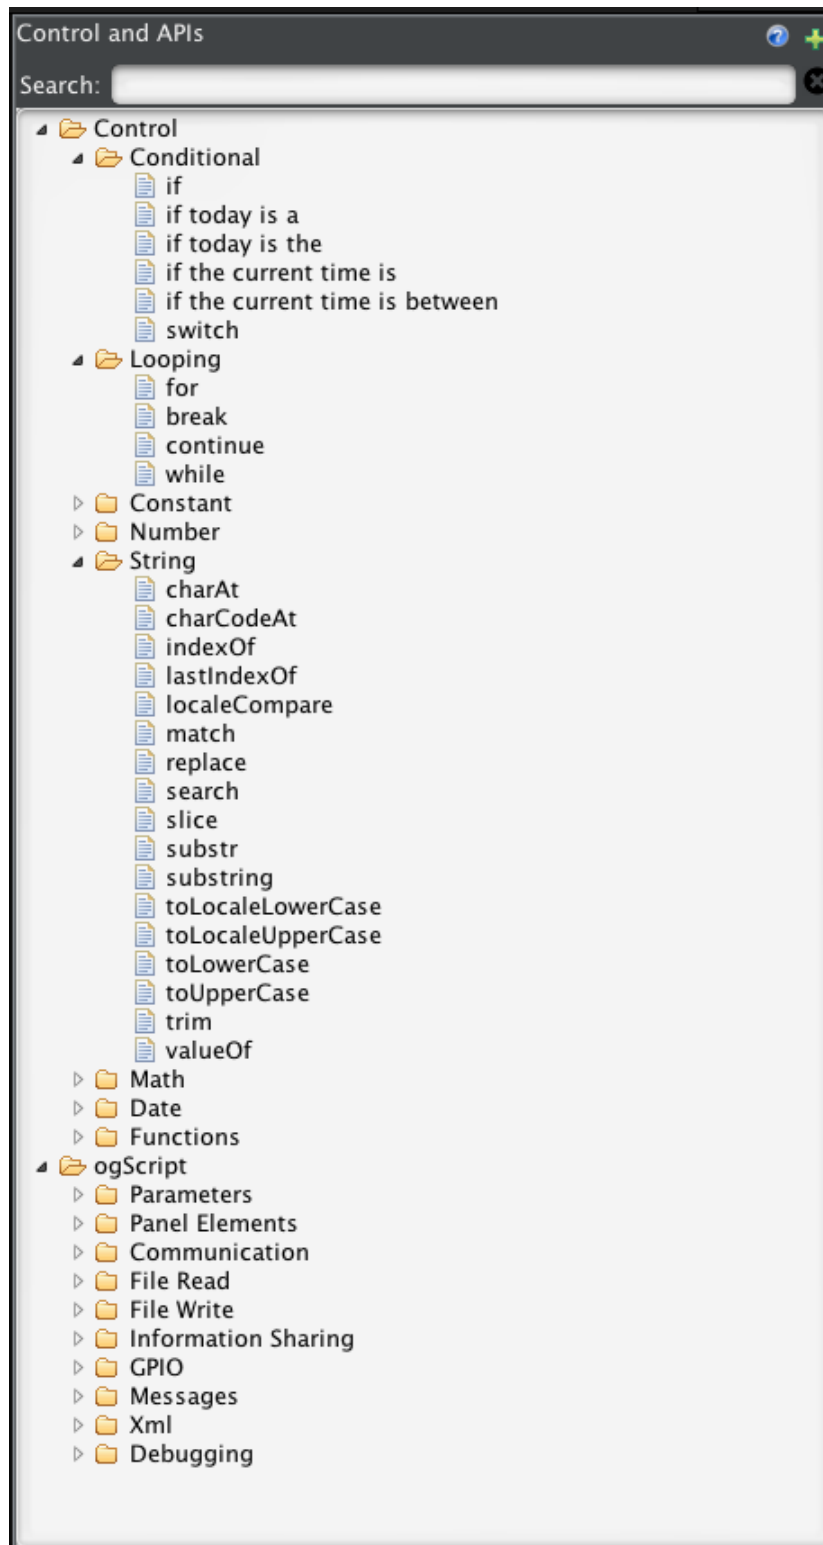 Control and APIs
Search:
Control
Conditional
if
if today is a
if today is the
if the current time is
if the current time is between
switch
Looping
for
break
continue
while
Constant
Number
String
charAt
charCodeAt
indexOf
lastIndexOf
localeCompare
match
replace
search
slice
substr
substring
toLocaleLowerCase
toLocaleUpperCase
toLowerCase
toUpperCase
trim
valueOf
Math
Date
Functions
ogScript
Parameters
Panel Elements
Communication
File Read
File Write
Information Sharing
GPIO
Messages
Xml
Debugging